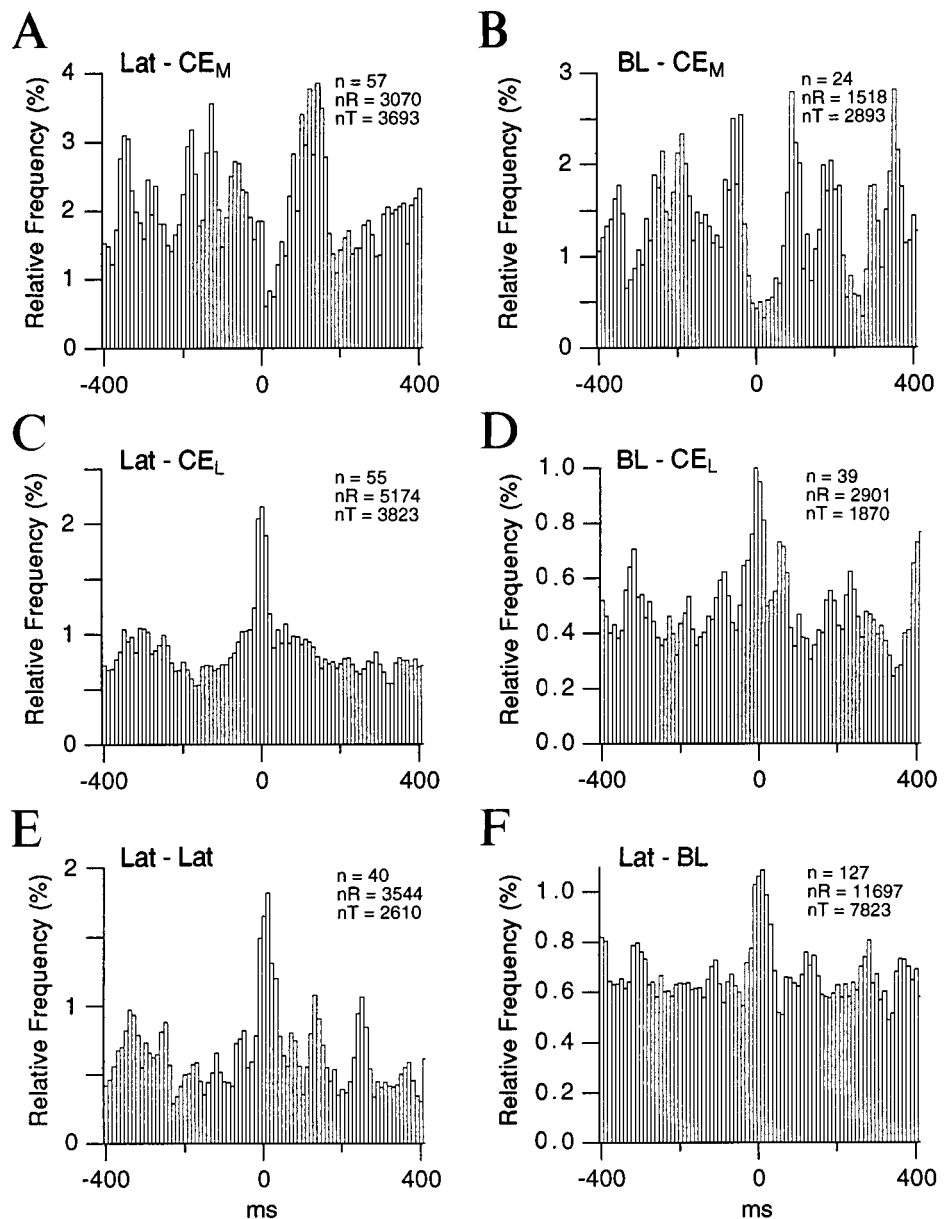 A
Lat - CEM
n = 57
nR = 3070
nT = 3693
Relative Frequency (%)
4
3
2
1
0
-400
0
400
B
BL - CEM
n = 24
nR = 1518
nT = 2893
Relative Frequency (%)
3
2
1
0
-400
0
400
C
Lat - CEL
n = 55
nR = 5174
nT = 3823
Relative Frequency (%)
2
1
0
-400
0
400
D
BL - CEL
n = 39
nR = 2901
nT = 1870
Relative Frequency (%)
1.0
0.8
0.6
0.4
0.2
0.0
-400
0
400
E
Lat - Lat
n = 40
nR = 3544
nT = 2610
Relative Frequency (%)
2
1
0
-400
0
400
ms
F
Lat - BL
n = 127
nR = 11697
nT = 7823
Relative Frequency (%)
1.0
0.8
0.6
0.4
0.2
0.0
-400
0
400
ms